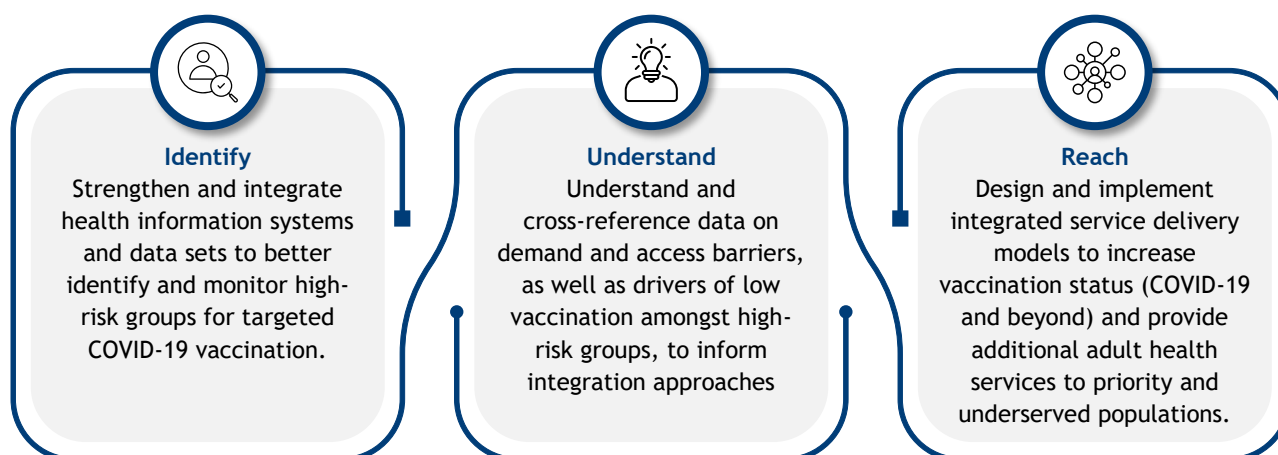 Identify
Strengthen and integrate
health information systems
and data sets to better
identify and monitor high-
risk groups for targeted
COVID-19 vaccination.
Understand
Understand and
cross-reference data on
demand and access barriers,
as well as drivers of low
vaccination amongst high-
risk groups, to inform
integration approaches
Reach
Design and implement
integrated service delivery
models to increase
vaccination status (COVID-19
and beyond) and provide
additional adult health
services to priority and
underserved populations.